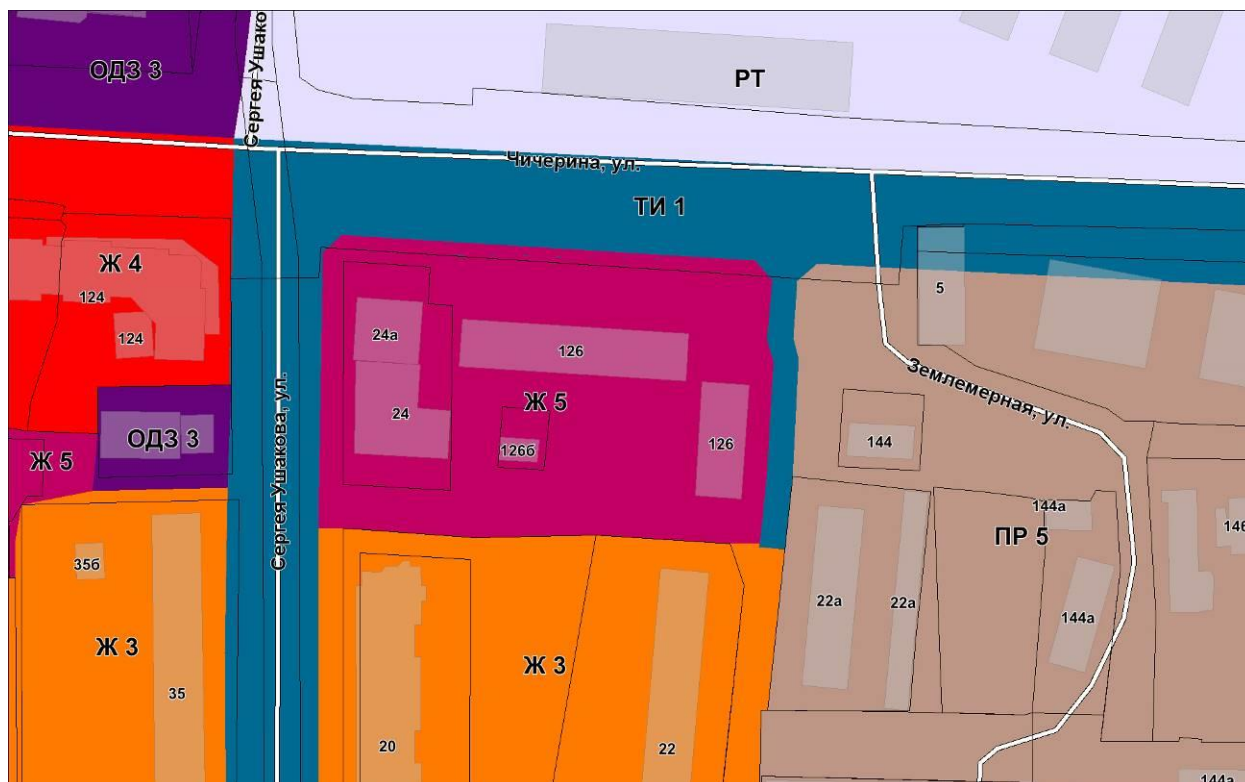 ОДЗ 3
Сергея Ушако
РТ
Чичерина, ул.
ТИ 1
Ж 4
124
124
5
24а
126
24
Ж 5
126
126б
ОДЗ 3
Ж 5
Землемерная, ул.
144
Сергея Ушакова, ул.
144а
ПР 5
146
35б
22а
22а
144а
Ж 3
Ж 3
35
20
22
144а